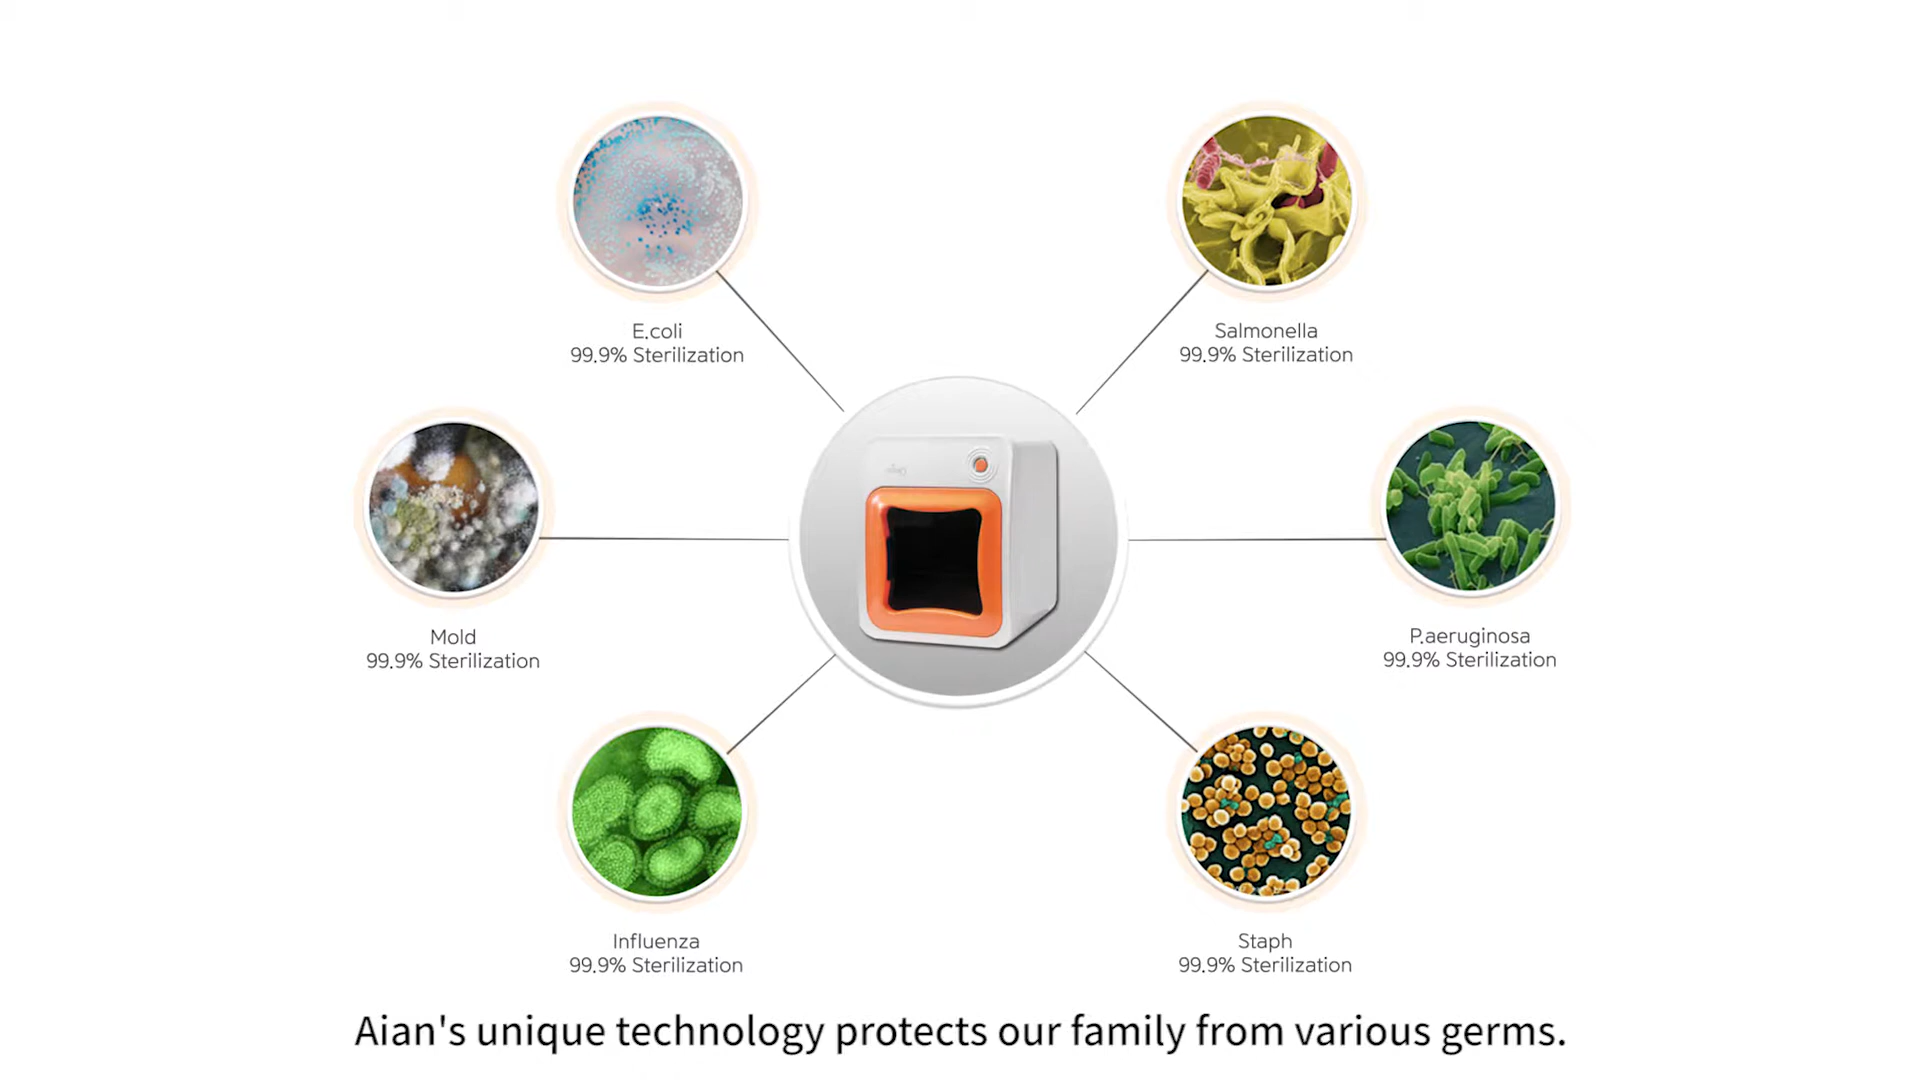 E.coli
99.9% Sterilization
Salmonella
99.9% Sterilization
Mold
99.9% Sterilization
P.aeruginosa
99.9% Sterilization
Influenza
99.9% Sterilization
Staph
99.9% Sterilization
Aian's unique technology protects our family from various germs.